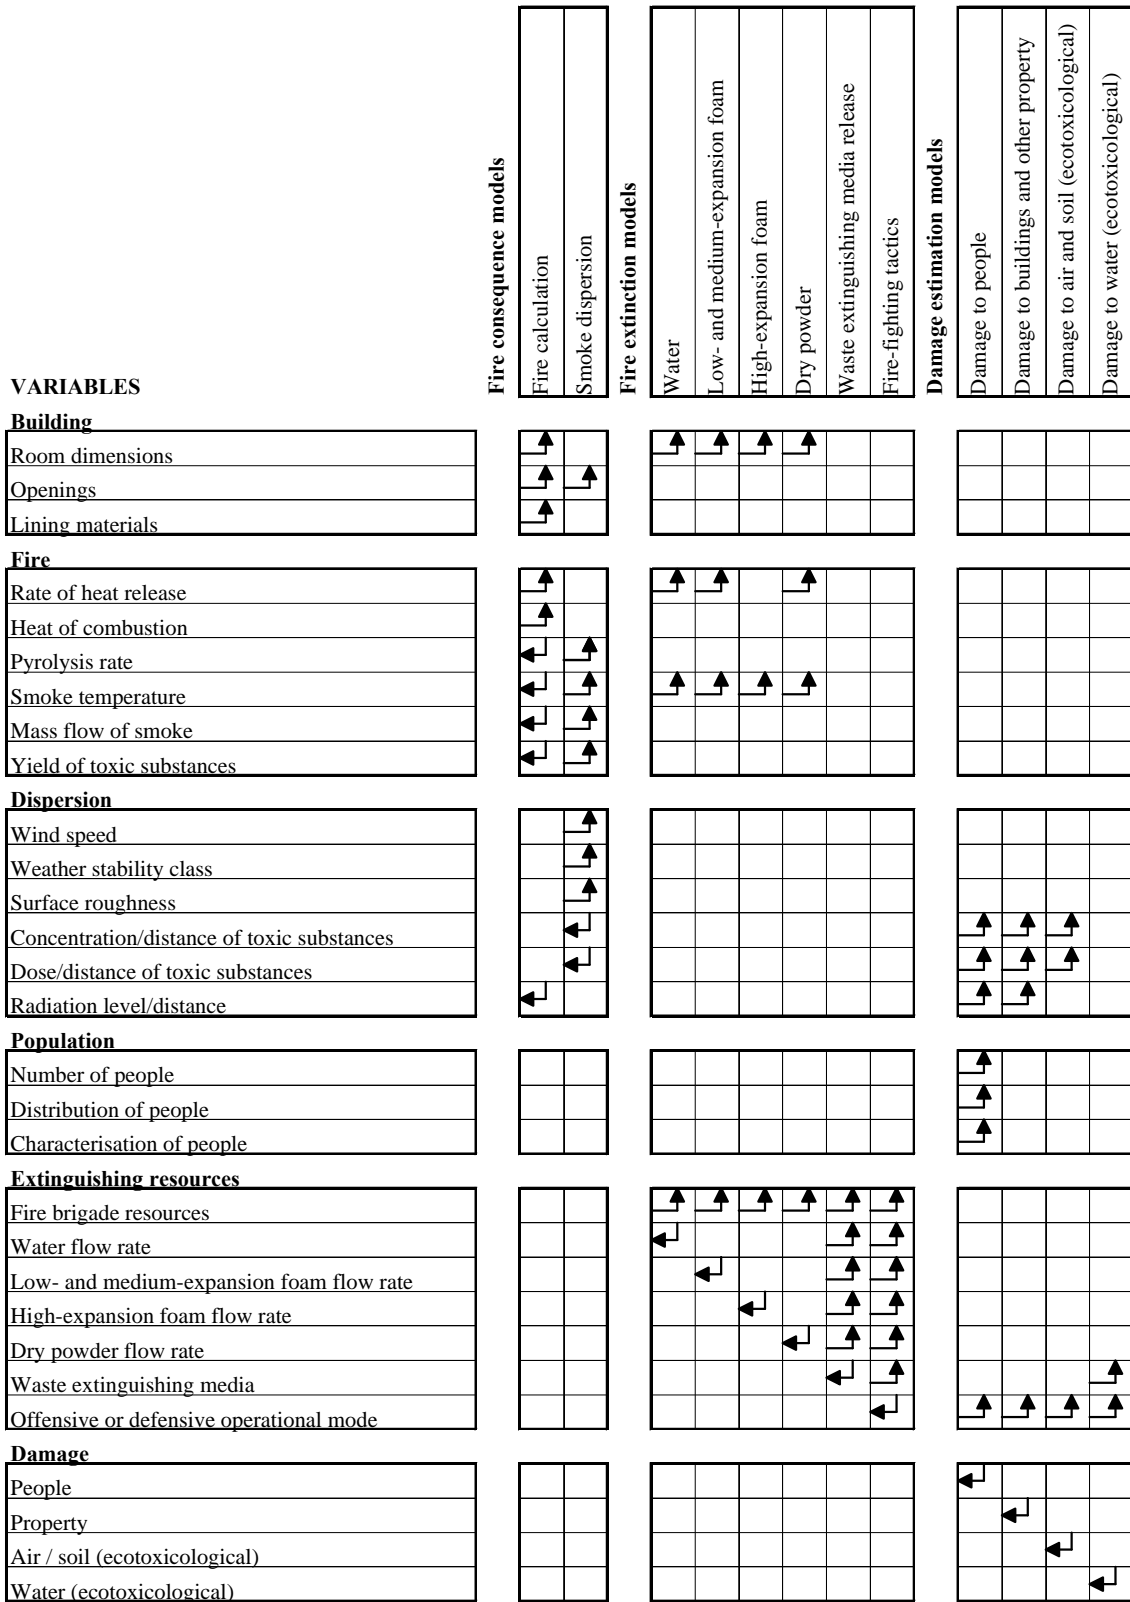 Fire consequence models
Fire calculation
Smoke dispersion
Fire extinction models
Water
Low- and medium-expansion foam
High-expansion foam
Dry powder
Waste extinguishing media release
Fire-fighting tactics
Damage estimation models
Damage to people
Damage to buildings and other property
Damage to air and soil (ecotoxicological)
Damage to water (ecotoxicological)
VARIABLES
Building
Room dimensions
Openings
Lining materials
Fire
Rate of heat release
Heat of combustion
Pyrolysis rate
Smoke temperature
Mass flow of smoke
Yield of toxic substances
Dispersion
Wind speed
Weather stability class
Surface roughness
Concentration/distance of toxic substances
Dose/distance of toxic substances
Radiation level/distance
Population
Number of people
Distribution of people
Characterisation of people
Extinguishing resources
Fire brigade resources
Water flow rate
Low- and medium-expansion foam flow rate
High-expansion foam flow rate
Dry powder flow rate
Waste extinguishing media
Offensive or defensive operational mode
Damage
People
Property
Air / soil (ecotoxicological)
Water (ecotoxicological)